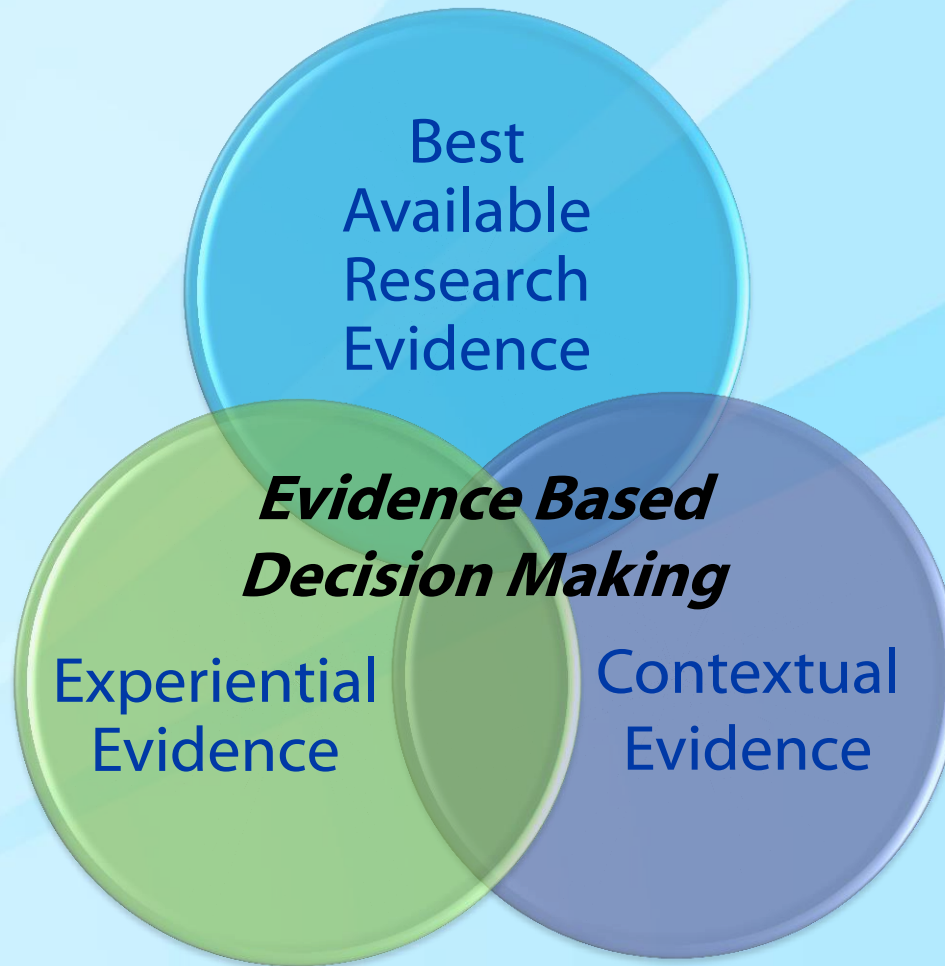 Best
Available
Research
Evidence
Evidence Based
Decision Making
Experiential
Evidence
Contextual
Evidence